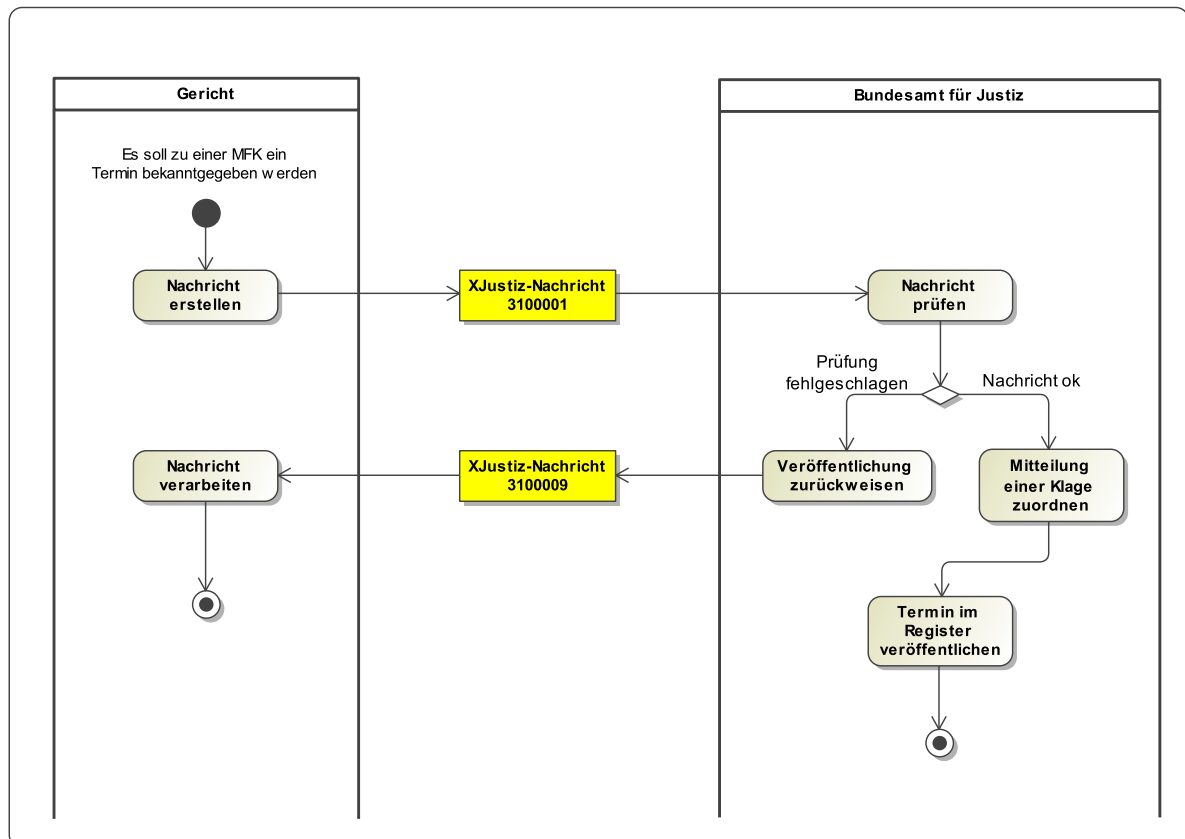 Gericht
Bundesamt für Justiz
Es soll zu einer MFK ein
Termin bekanntgegeben werden
Nachricht
erstellen
XJustiz-Nachricht
3100001
Nachricht
prüfen
Prüfung
fehlgeschlagen
Nachricht ok
Nachricht
verarbeiten
XJustiz-Nachricht
3100009
Veröffentlichung
zurückweisen
Mitteilung
einer Klage
zuordnen
Termin im
Register
veröffentlichen